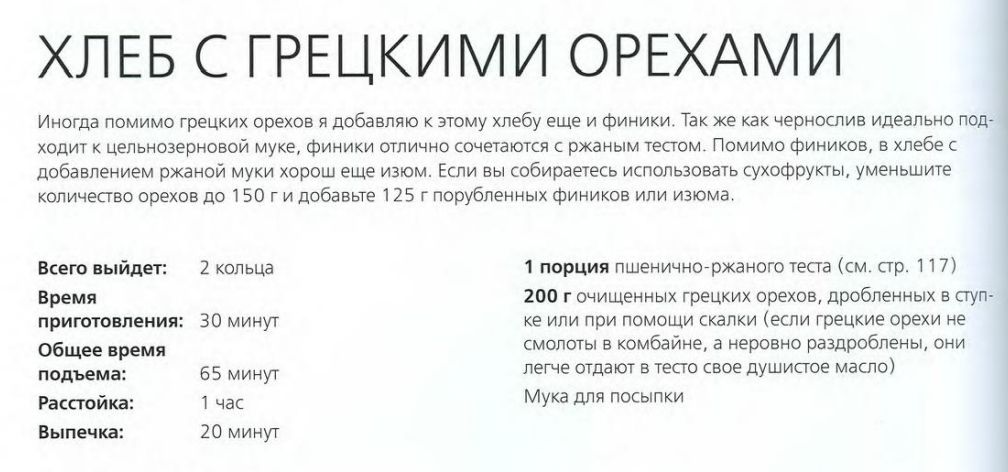 ХЛЕБ С ГРЕЦКИМИ ОРЕХАМИ
Иногда помимо грецких орехов я добавляю к этому хлебу еще и финики. Так же как чернослив идеально под-
ходит к цельнозерновой муке, финики отлично сочетаются с ржаным тестом. Помимо фиников, в хлебе с
добавлением ржаной муки хорош еще изюм. Если вы собираетесь использовать сухофрукты, уменьшите
количество орехов до 150 г и добавьте 125 г порубленных фиников или изюма.
Всего выйдет: 2 кольца
Время
приготовления: 30 минут
Общее время
подъема: 65 минут
Расстойка: 1 час
Выпечка: 20 минут
1 порция пшенично-ржаного теста (см. стр. 117)
200 г очищенных грецких орехов, дробленных в ступ-
ке или при помощи скалки (если грецкие орехи не
смолоты в комбайне, а неровно раздроблены, они
легче отдают в тесто свое душистое масло)
Мука для посыпки